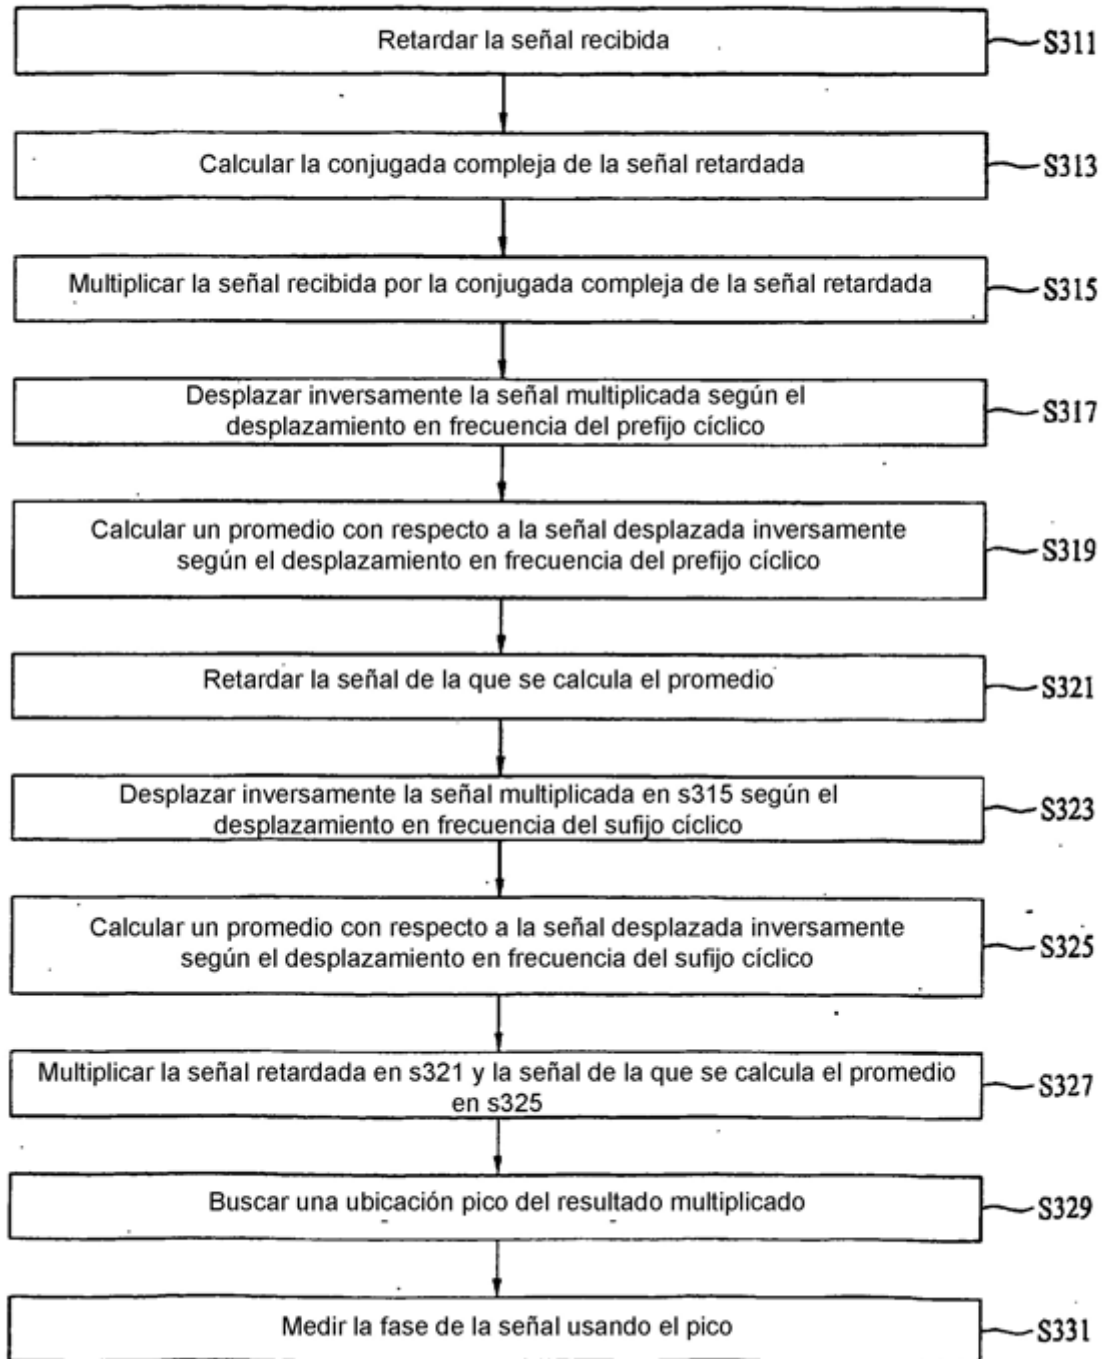 Retardar la señal recibida
S311
Calcular la conjugada compleja de la señal retardada
S313
Multiplicar la señal recibida por la conjugada compleja de la señal retardada
S315
Desplazar inversamente la señal multiplicada según el
desplazamiento en frecuencia del prefijo cíclico
S317
Calcular un promedio con respecto a la señal desplazada inversamente
según el desplazamiento en frecuencia del prefijo cíclico
S319
Retardar la señal de la que se calcula el promedio
S321
Desplazar inversamente la señal multiplicada en s315 según el
desplazamiento en frecuencia del sufijo cíclico
S323
Calcular un promedio con respecto a la señal desplazada inversamente
según el desplazamiento en frecuencia del sufijo cíclico
S325
Multiplicar la señal retardada en s321 y la señal de la que se calcula el promedio
en s325
S327
Buscar una ubicación pico del resultado multiplicado
S329
Medir la fase de la señal usando el pico
S331